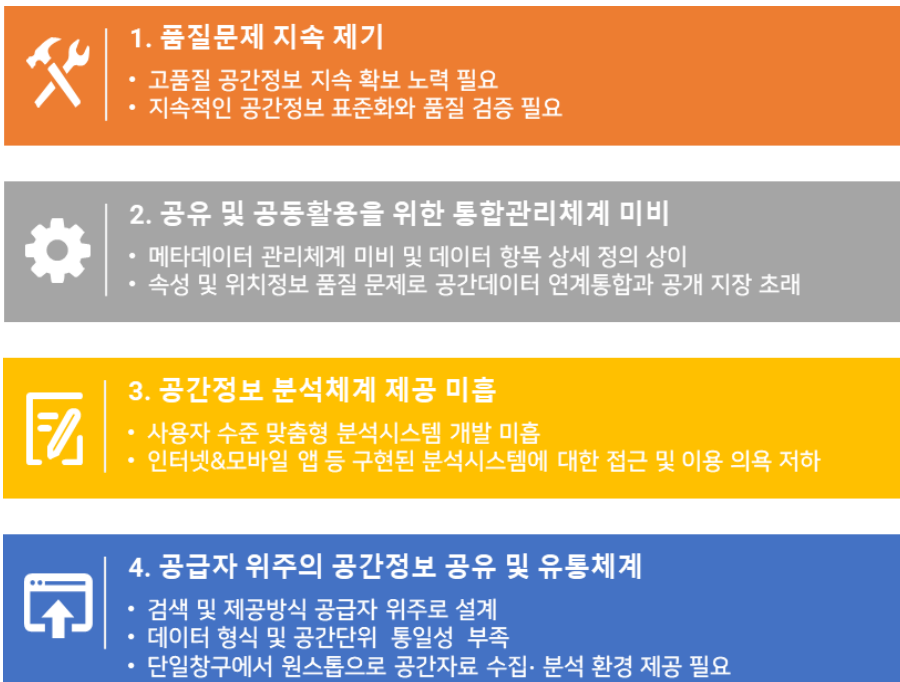 1. 품질문제 지속 제기
• 고품질 공간정보 지속 확보 노력 필요
• 지속적인 공간정보 표준화와 품질 검증 필요
2. 공유 및 공동활용을 위한 통합관리체계 미비
• 메타데이터 관리체계 미비 및 데이터 항목 상세 정의 상이
• 속성 및 위치정보 품질 문제로 공간데이터 연계통합과 공개 지장 초래
3. 공간정보 분석체계 제공 미흡
• 사용자 수준 맞춤형 분석시스템 개발 미흡
• 인터넷&모바일 앱 등 구현된 분석시스템에 대한 접근 및 이용 의욕 저하
4. 공급자 위주의 공간정보 공유 및 유통체계
• 검색 및 제공방식 공급자 위주로 설계
• 데이터 형식 및 공간단위 통일성 부족
• 단일창구에서 원스톱으로 공간자료 수집· 분석 환경 제공 필요